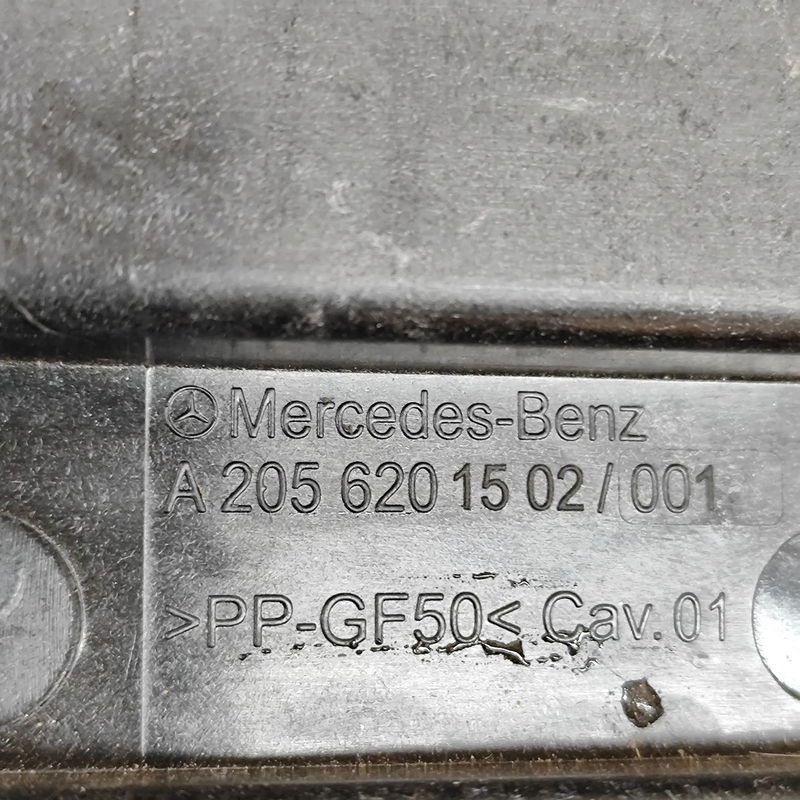 Mercedes-Benz
A 205 620 15 02 / 001
>PP-GF50< Cav. 01